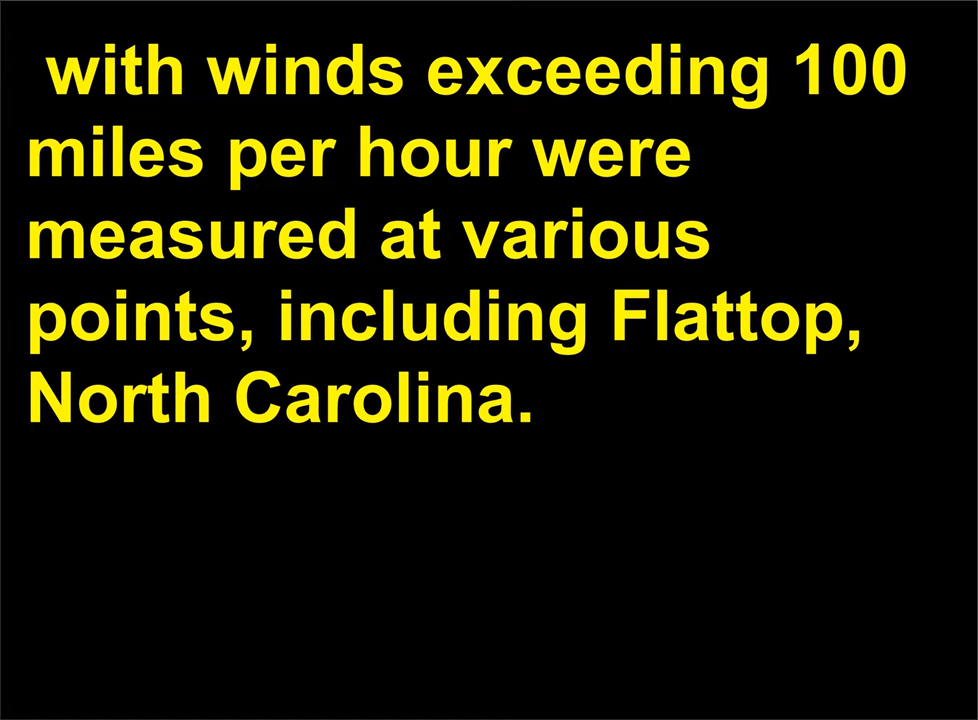 with winds exceeding 100
miles per hour were
measured at various
points, including Flattop,
North Carolina.